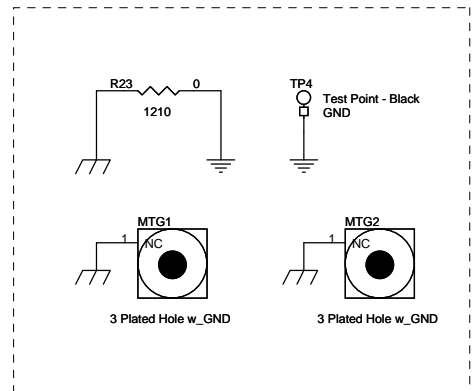 R23 0
1210
TP4
Test Point - Black
GND
MTG1
1
NC
3 Plated Hole w_GND
MTG2
1
NC
3 Plated Hole w_GND